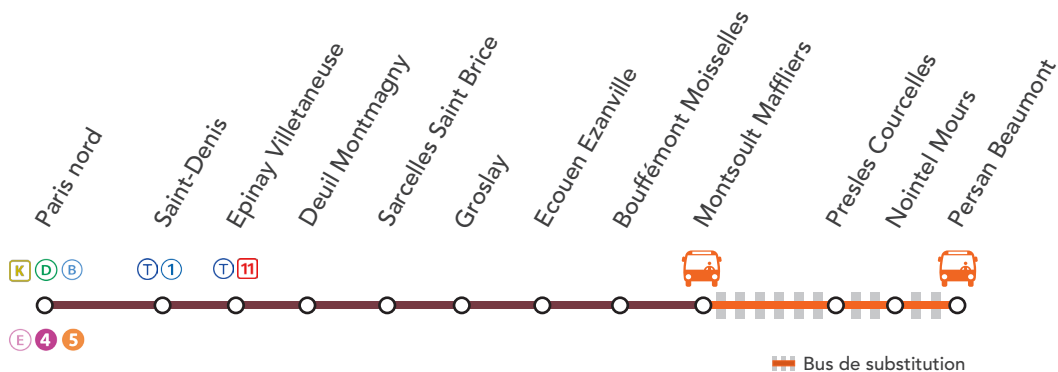 Paris nord
Saint-Denis
Epinay Villetaneuse
Deuil Montmagny
Sarcelles Saint Brice
Groslay
Ecouen Ezanville
Bouffémont Moisselles
Montsoult Maffliers
Presles Courcelles
Nointel Mours
Persan Beaumont
K D B
T 1
T 11
E 4 5
Bus de substitution